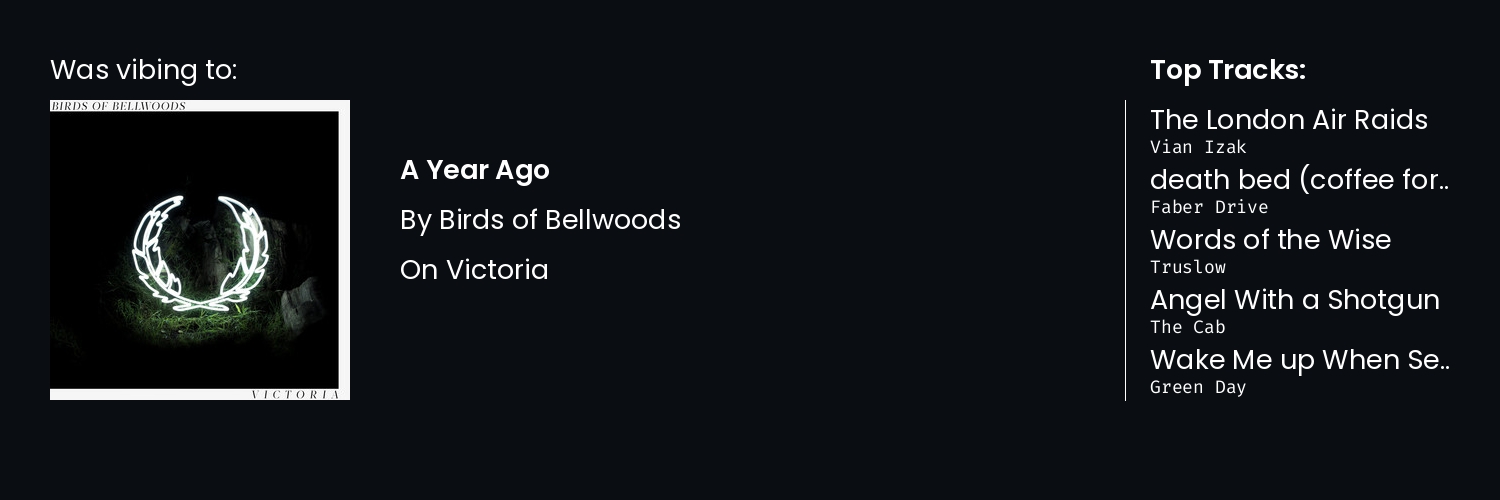 Was vibing to:
BIRDS OF BELLWOODS
VICTORIA
A Year Ago
By Birds of Bellwoods
On Victoria
Top Tracks:
The London Air Raids
Vian Izak
death bed (coffee for..
Faber Drive
Words of the Wise
Truslow
Angel With a Shotgun
The Cab
Wake Me up When Se..
Green Day